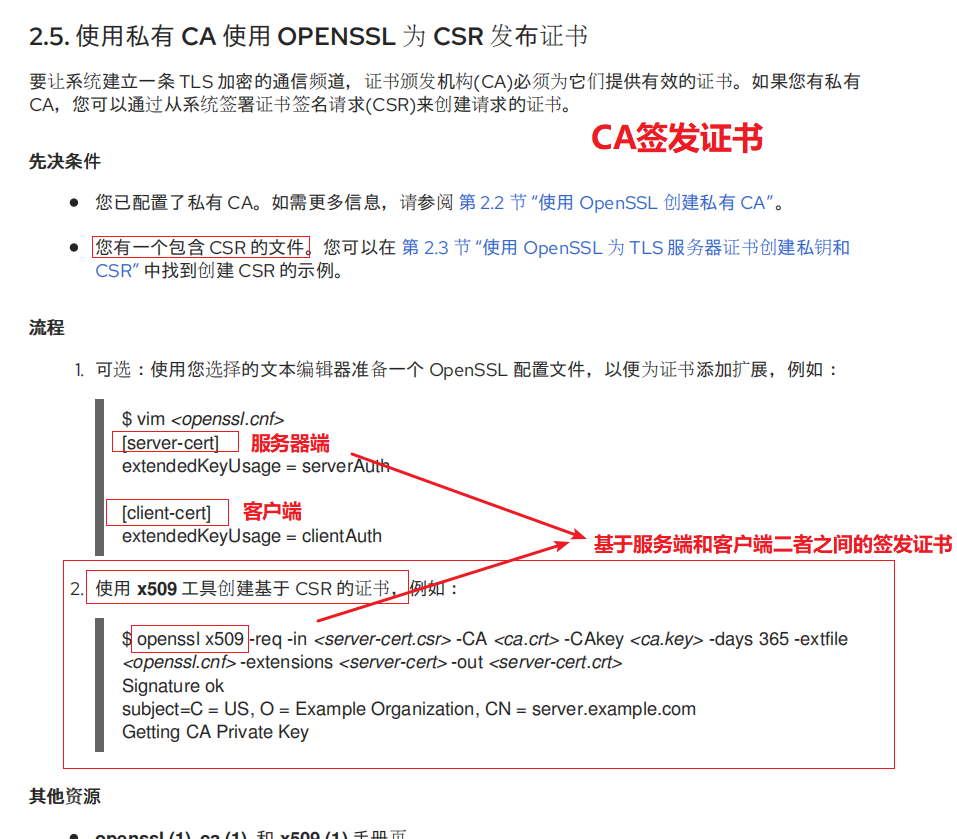 2.5. 使用私有 CA 使用 OPENSSL 为 CSR 发布证书
要让系统建立一条 TLS 加密的通信频道，证书颁发机构(CA)必须为它们提供有效的证书。如果您有私有
CA，您可以通过从系统签署证书签名请求(CSR)来创建请求的证书。
CA签发证书
先决条件
● 您已配置了私有 CA。如需更多信息，请参阅 第 2.2 节 “使用 OpenSSL 创建私有 CA”。
● 您有一个包含 CSR 的文件。您可以在 第 2.3 节 “使用 OpenSSL 为 TLS 服务器证书创建私钥和
CSR” 中找到创建 CSR 的示例。
流程
1. 可选：使用您选择的文本编辑器准备一个 OpenSSL 配置文件，以便为证书添加扩展，例如：
$ vim <openssl.cnf>
[server-cert] 服务器端
extendedKeyUsage = serverAuth
[client-cert] 客户端
extendedKeyUsage = clientAuth
基于服务端和客户端二者之间的签发证书
2. 使用 x509 工具创建基于 CSR 的证书，例如：
$ openssl x509 -req -in <server-cert.csr> -CA <ca.crt> -CAkey <ca.key> -days 365 -extfile
<openssl.cnf> -extensions <server-cert> -out <server-cert.crt>
Signature ok
subject=C = US, O = Example Organization, CN = server.example.com
Getting CA Private Key
其他资源
● openssl (1), ca (1), 和 x509 (1) 手册页